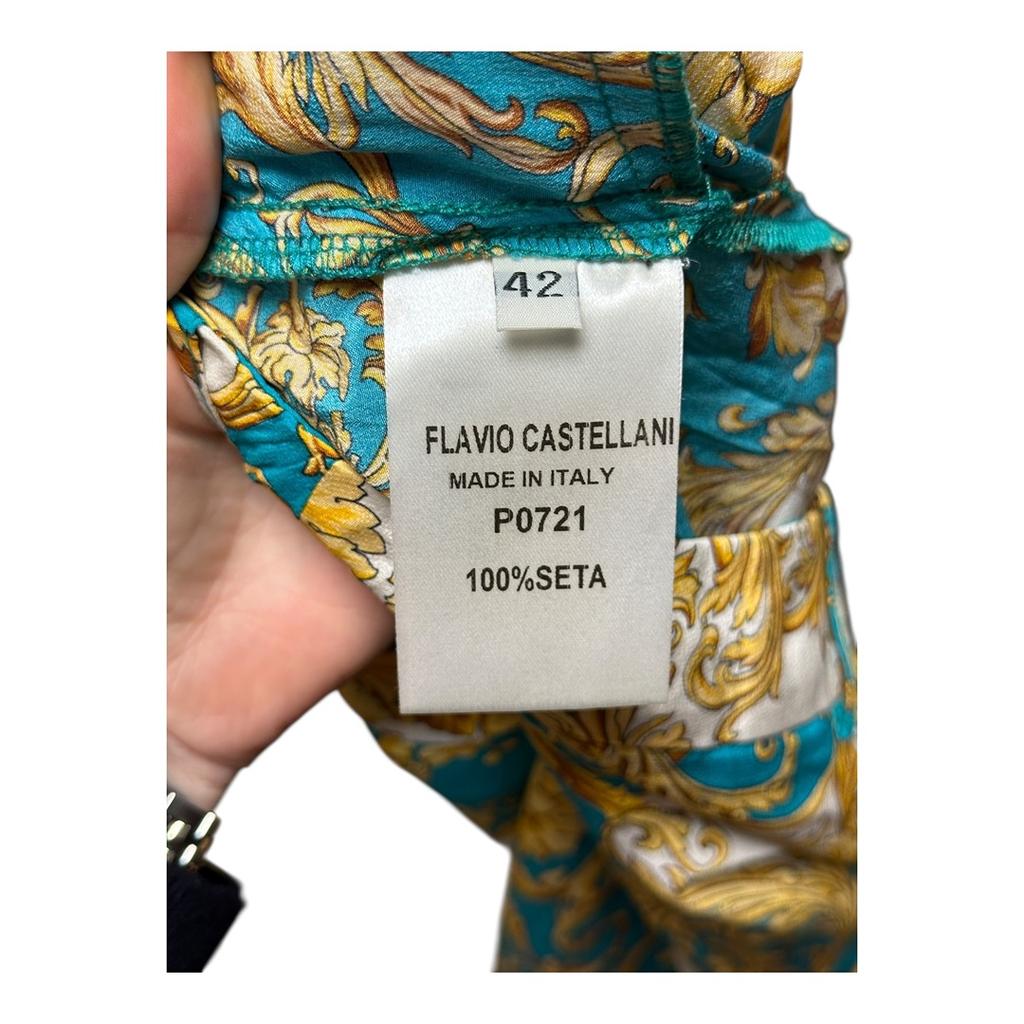 42
FLAVIO CASTELLANI
MADE IN ITALY
P0721
100%SETA